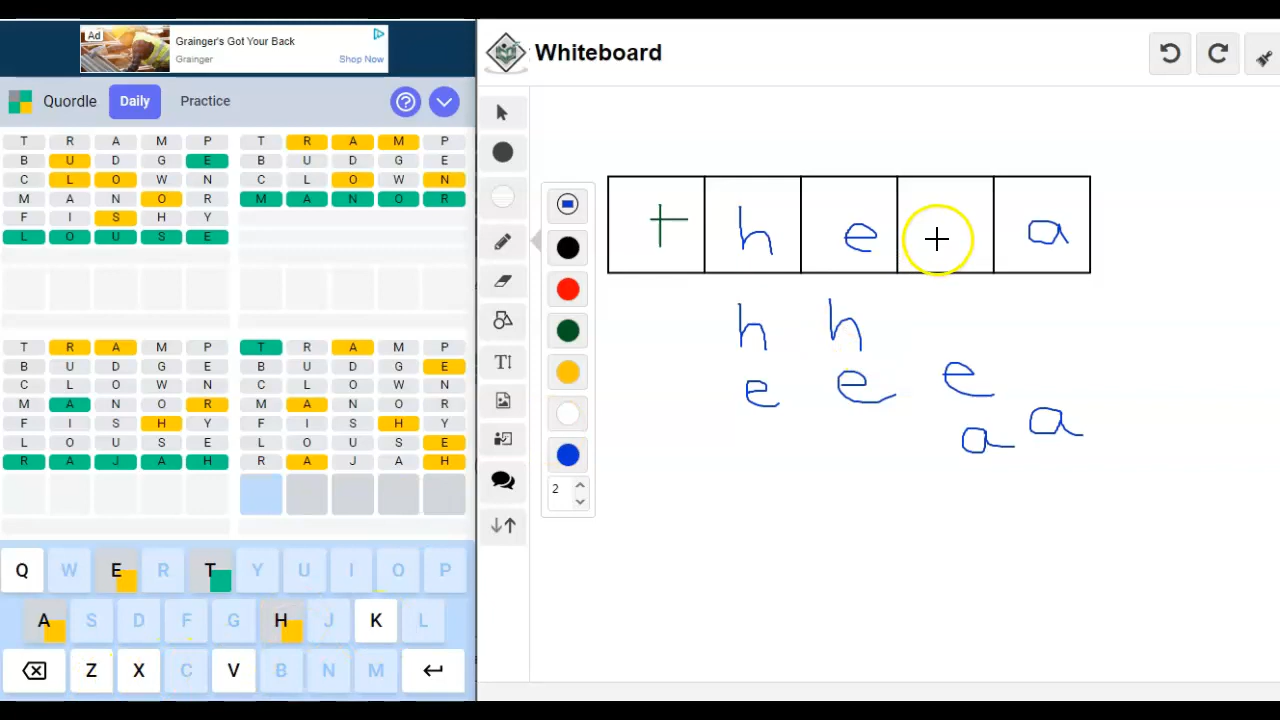 Ad
Grainger's Got Your Back
Grainger
Shop Now
Whiteboard
Quordle Daily Practice
T R A M P
B U D G E
C L O W N
M A N O R
F I S H Y
L O U S E
T R A M P
B U D G E
C L O W N
M A N O R
T R A M P
B U D G E
C L O W N
M A N O R
F I S H Y
L O U S E
R A J A H
T R A M P
B U D G E
C L O W N
M A N O R
F I S H Y
L O U S E
R A J A H
Q W E R T Y U I O P
A S D F G H J K L
Z X C V B N M
T
2
t h e a
h h
e e e
a a